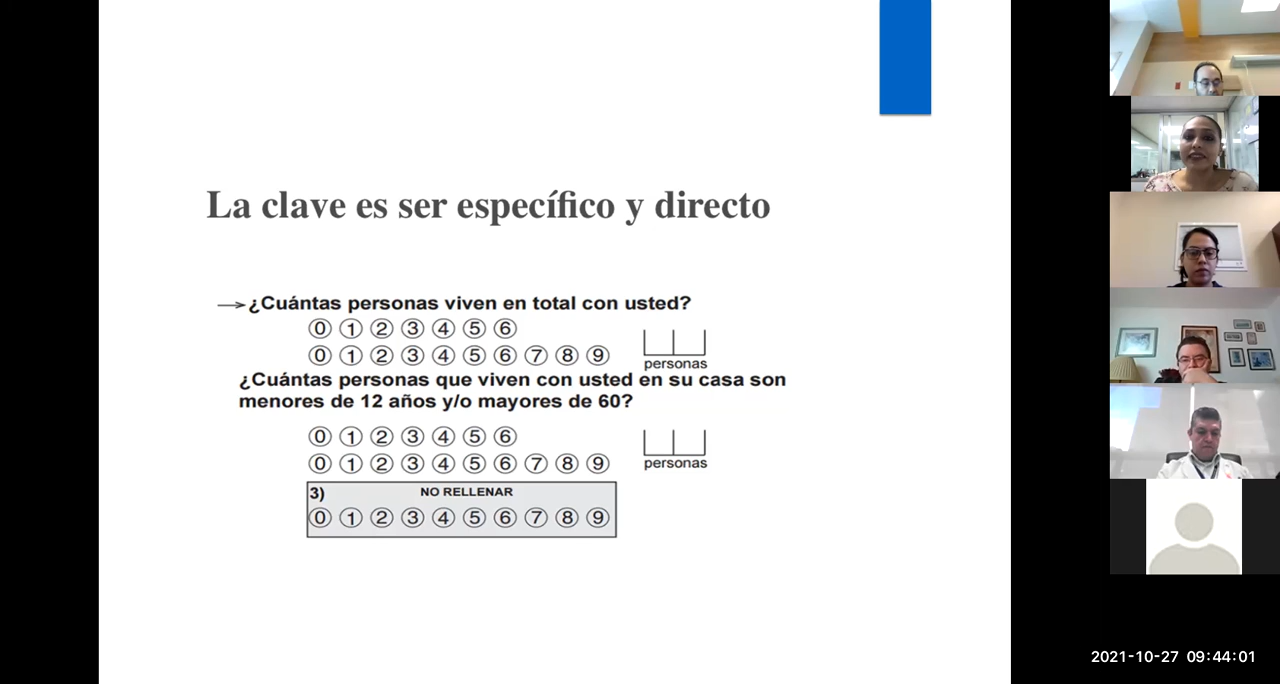 La clave es ser específico y directo
→¿Cuántas personas viven en total con usted?
0 1 2 3 4 5 6
0 1 2 3 4 5 6 7 8 9
personas
¿Cuántas personas que viven con usted en su casa son
menores de 12 años y/o mayores de 60?
0 1 2 3 4 5 6
0 1 2 3 4 5 6 7 8 9
personas
3) NO RELLENAR
0 1 2 3 4 5 6 7 8 9
2021-10-27 09:44:01